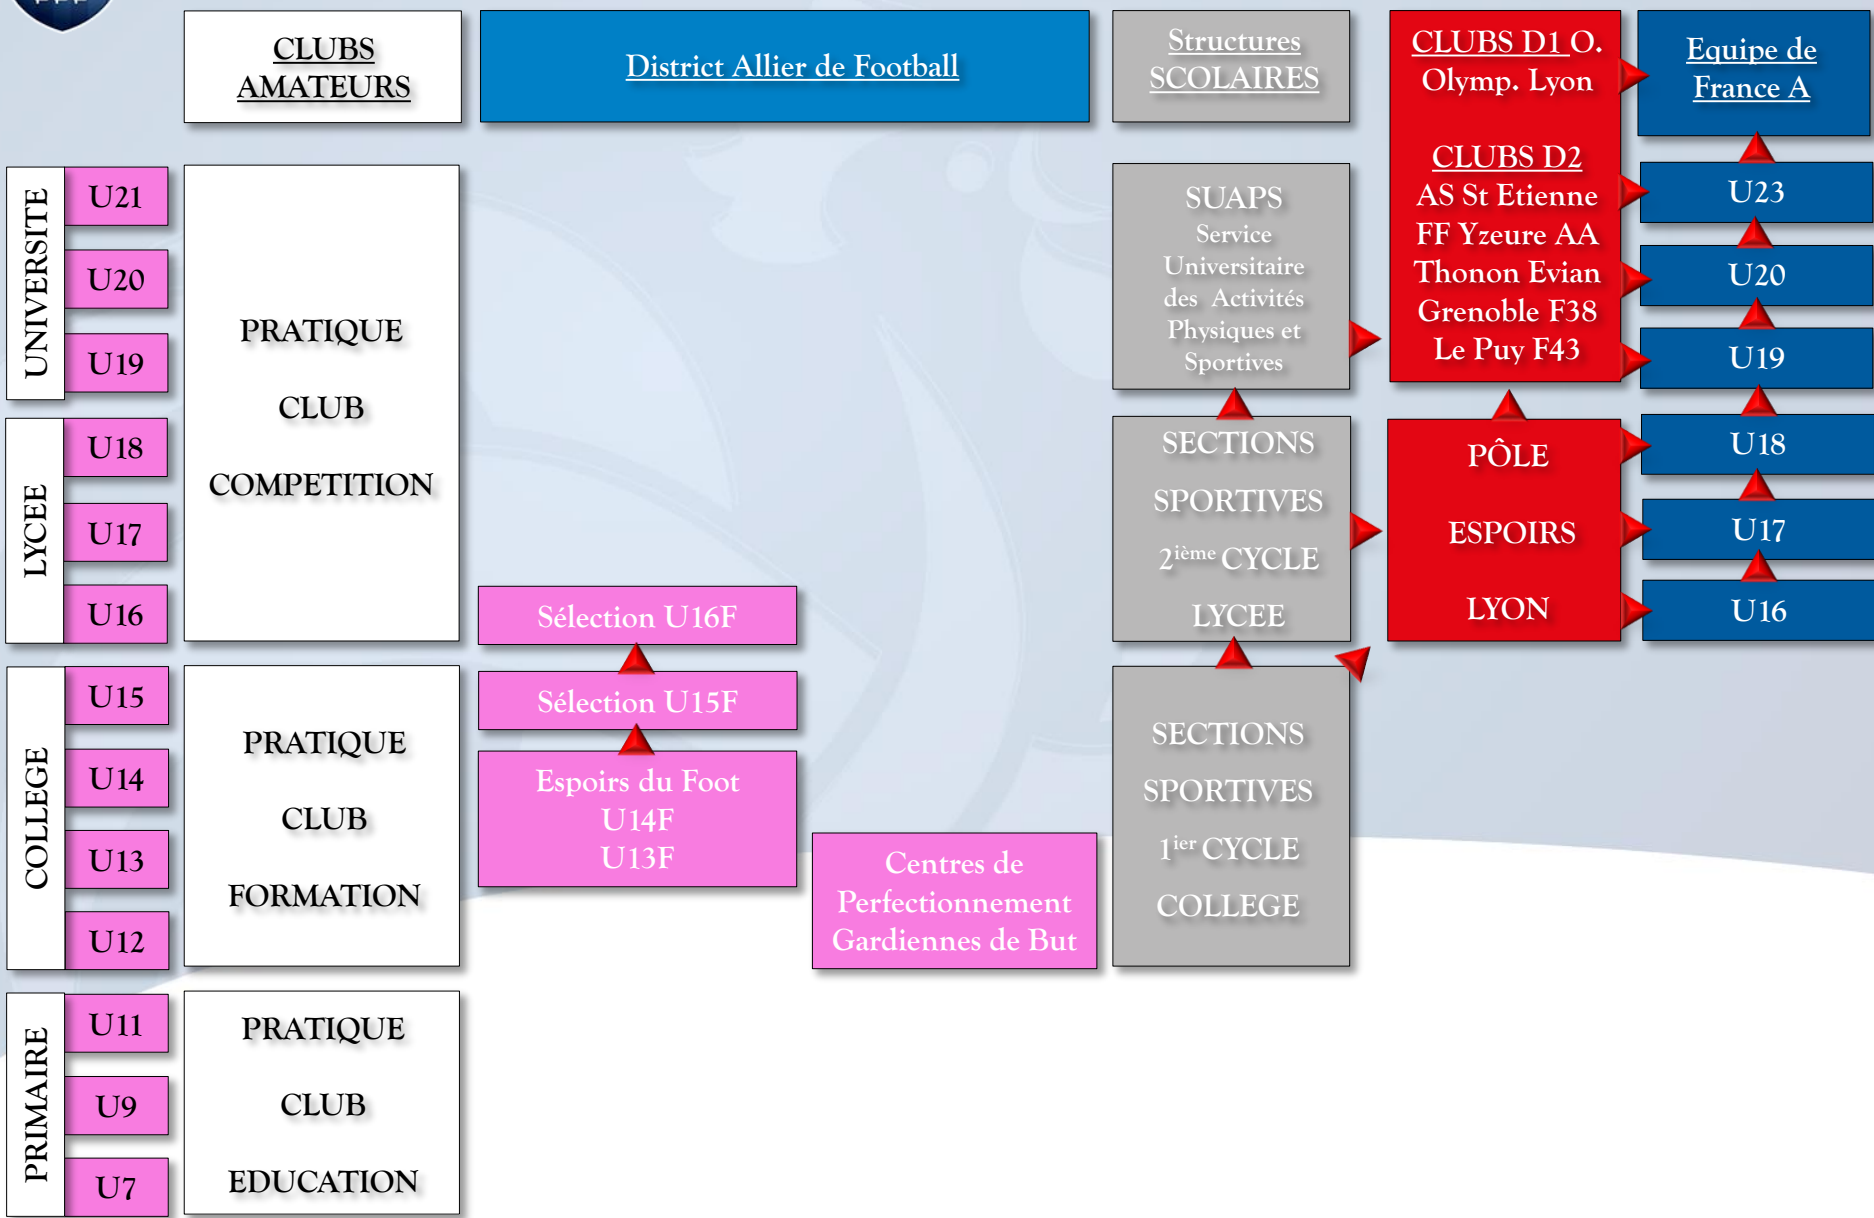 CLUBS
AMATEURS
District Allier de Football
Structures
SCOLAIRES
CLUBS D1 O.
Olymp. Lyon
CLUBS D2
AS St Etienne
FF Yzeure AA
Thonon Evian
Grenoble F38
Le Puy F43
Equipe de
France A
UNIVERSITE
U21
U20
U19
LYCEE
U18
U17
U16
COLLEGE
U15
U14
U13
U12
PRIMAIRE
U11
U9
U7
PRATIQUE
CLUB
COMPETITION
PRATIQUE
CLUB
FORMATION
PRATIQUE
CLUB
EDUCATION
Sélection U16F
Sélection U15F
Espoirs du Foot
U14F
U13F
Centres de
Perfectionnement
Gardiennes de But
SUAPS
Service
Universitaire
des Activités
Physiques et
Sportives
SECTIONS
SPORTIVES
2ième CYCLE
LYCEE
SECTIONS
SPORTIVES
1ier CYCLE
COLLEGE
PÔLE
ESPOIRS
LYON
U23
U20
U19
U18
U17
U16